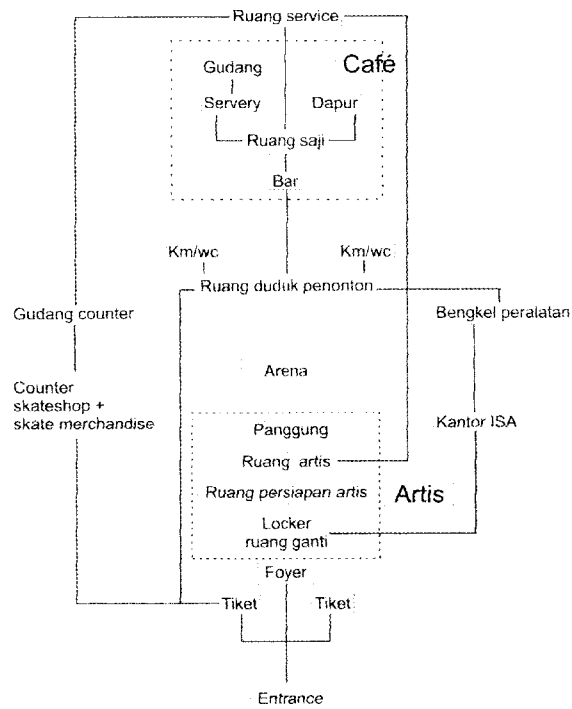 Ruang service
Café
Gudang
Servery
Dapur
Ruang saji
Bar
Km/wc
Km/wc
Ruang duduk penonton
Gudang counter
Bengkel peralatan
Arena
Counter
skateshop +
skate merchandise
Kantor ISA
Panggung
Ruang artis
Ruang persiapan artis
Artis
Locker
ruang ganti
Foyer
Tiket
Tiket
Entrance